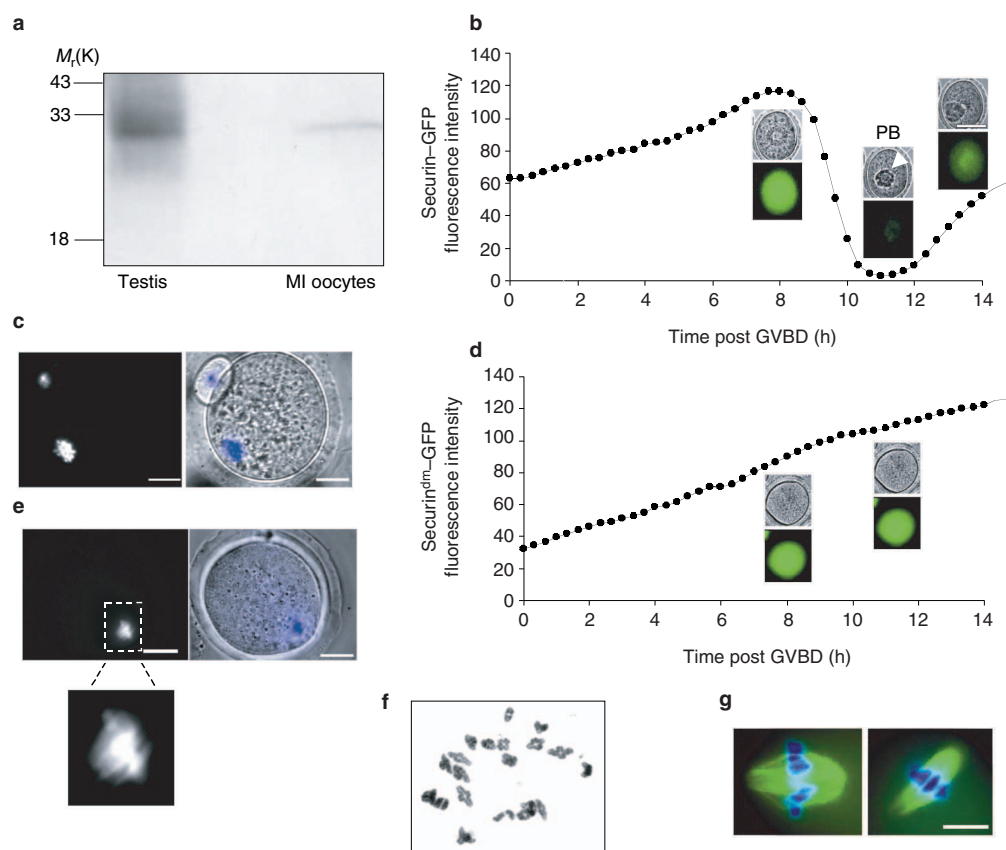 a
Mr(K)
43
33
18
Testis
MI oocytes
b
Securin–GFP
fluorescence intensity
140
120
100
80
60
40
20
0
PB
0 2 4 6 8 10 12 14
Time post GVBD (h)
c
d
Securindm–GFP
fluorescence intensity
140
120
100
80
60
40
20
0
0 2 4 6 8 10 12 14
Time post GVBD (h)
e
f
g